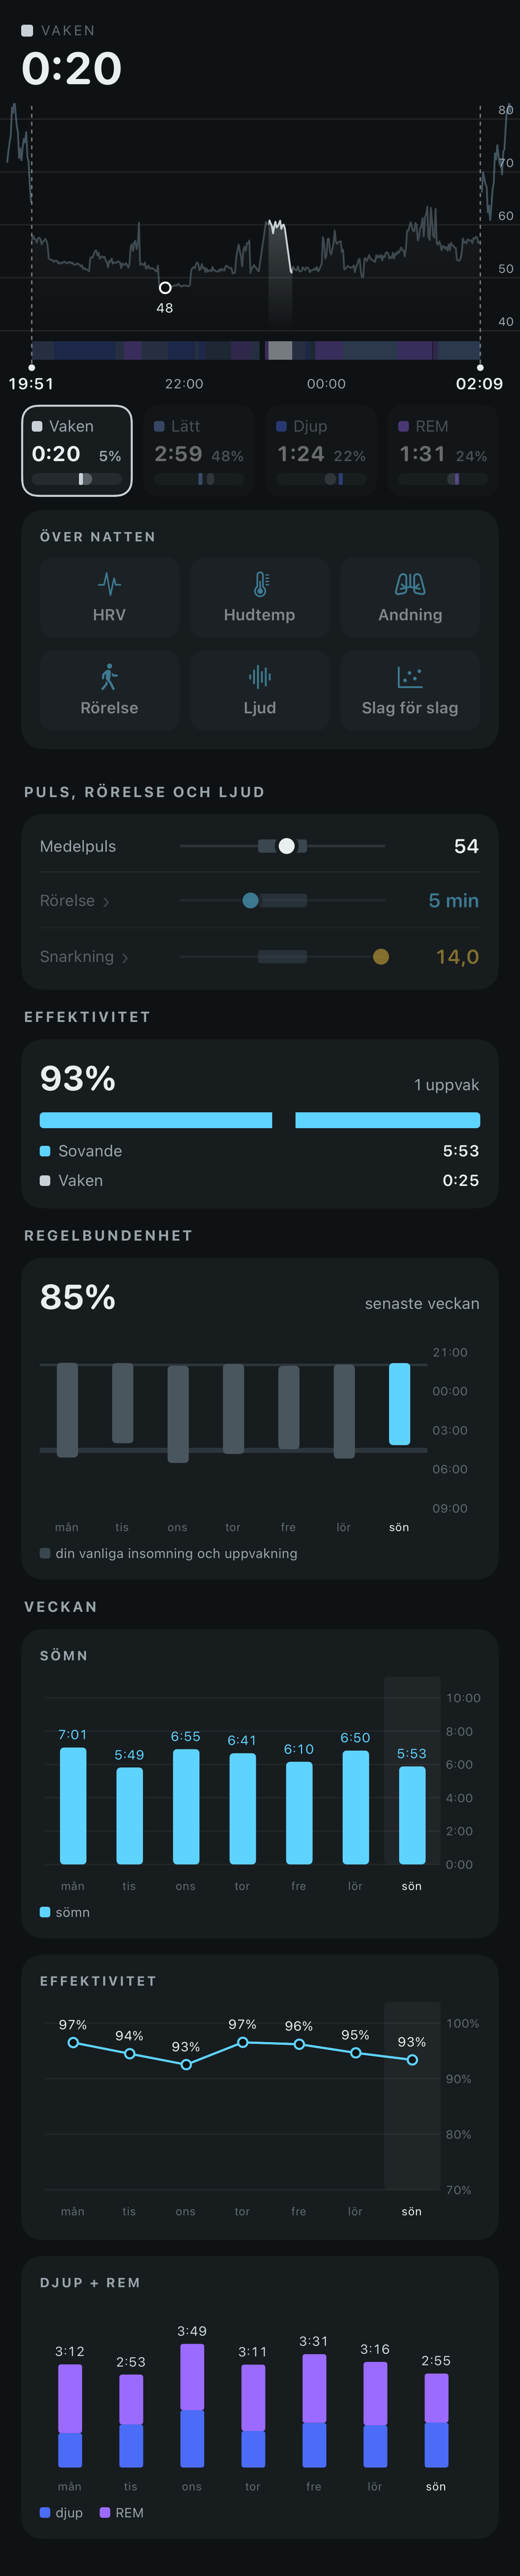 VAKEN
0:20
80
70
60
50
48
40
19:51 22:00 00:00 02:09
Vaken Lätt Djup REM
0:20 5% 2:59 48% 1:24 22% 1:31 24%
ÖVER NATTEN
HRV Hudtemp Andning
Rörelse Ljud Slag för slag
PULS, RÖRELSE OCH LJUD
Medelpuls 54
Rörelse > 5 min
Snarkning > 14,0
EFFEKTIVITET
93% 1 uppvak
Sovande 5:53
Vaken 0:25
REGELBUNDENHET
85% senaste veckan
21:00
00:00
03:00
06:00
09:00
mån tis ons tor fre lör sön
din vanliga insomning och uppvakning
VECKAN
SÖMN
10:00
8:00
6:00
4:00
2:00
0:00
7:01 5:49 6:55 6:41 6:10 6:50 5:53
mån tis ons tor fre lör sön
sömn
EFFEKTIVITET
97% 94% 93% 97% 96% 95% 93%
100%
90%
80%
70%
mån tis ons tor fre lör sön
DJUP + REM
3:12 2:53 3:49 3:11 3:31 3:16 2:55
mån tis ons tor fre lör sön
djup REM